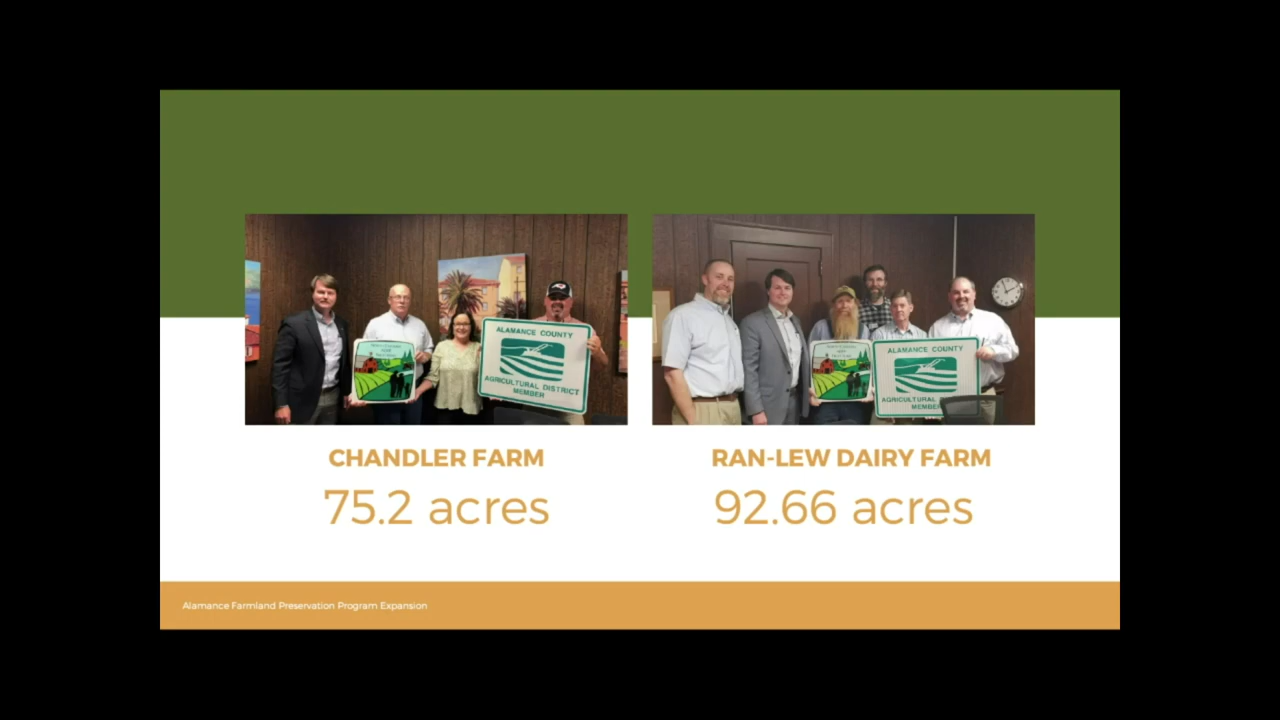 ALAMANCE COUNTY
AGRICULTURAL DISTRICT
MEMBER
ALAMANCE COUNTY
AGRICULTURAL
MEMBER
CHANDLER FARM
75.2 acres
RAN-LEW DAIRY FARM
92.66 acres
Alamance Farmland Preservation Program Expansion